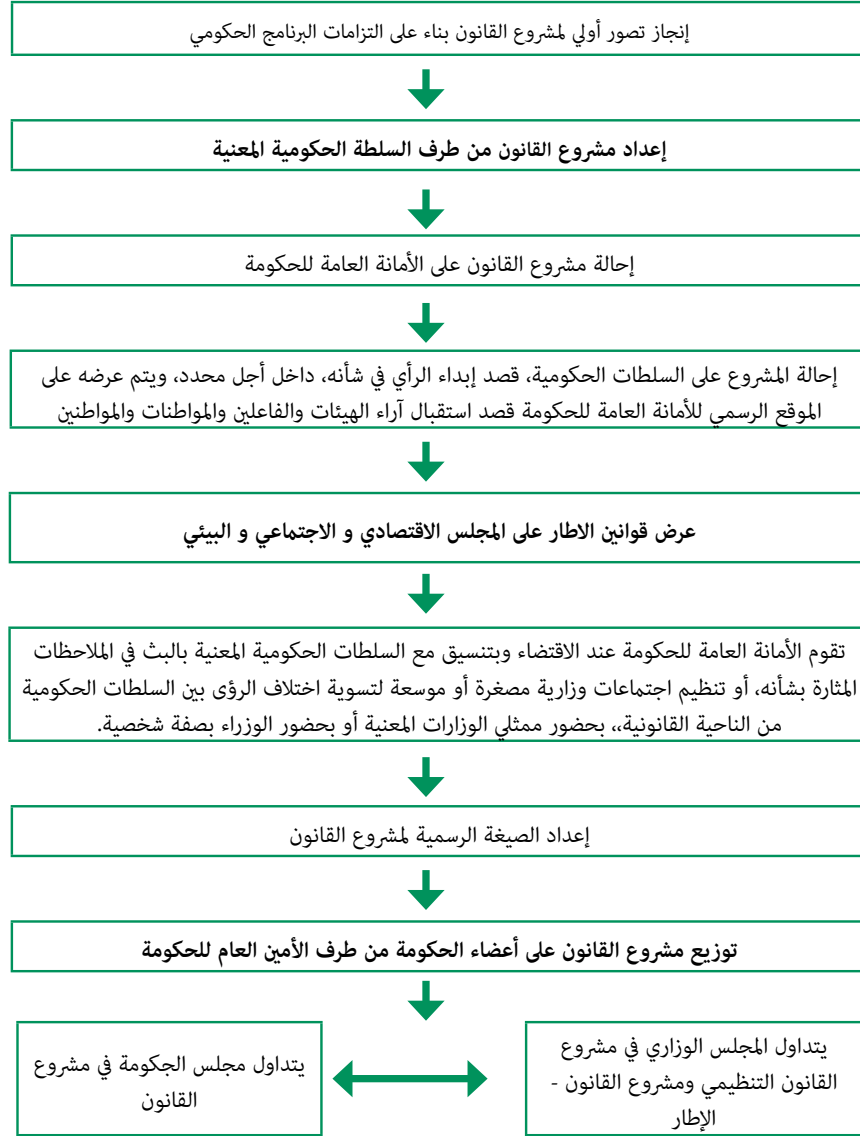 إنجاز تصور أولي لمشروع القانون بناء على التزامات البرنامج الحكومي
إعداد مشروع القانون من طرف السلطة الحكومية المعنية
إحالة مشروع القانون على الأمانة العامة للحكومة
إحالة المشروع على السلطات الحكومية، قصد إبداء الرأي في شأنه، داخل أجل محدد، ويتم عرضه على
الموقع الرسمي للأمانة العامة للحكومة قصد استقبال آراء الهيئات والفاعلين والمواطنات والمواطنين
عرض قوانين الاطار على المجلس الاقتصادي و الاجتماعي و البيئي
تقوم الأمانة العامة للحكومة عند الاقتضاء وبتنسيق مع السلطات الحكومية المعنية بالبث في الملاحظات
المثارة بشأنه، أو تنظيم اجتماعات وزارية مصغرة أو موسعة لتسوية اختلاف الرؤى بين السلطات الحكومية
من الناحية القانونية،، بحضور ممثلي الوزارات المعنية أو بحضور الوزراء بصفة شخصية.
إعداد الصيغة الرسمية لمشروع القانون
توزيع مشروع القانون على أعضاء الحكومة من طرف الأمين العام للحكومة
يتداول المجلس الوزاري في مشروع
القانون التنظيمي ومشروع القانون -
الإطار
يتداول مجلس الجكومة في مشروع
القانون